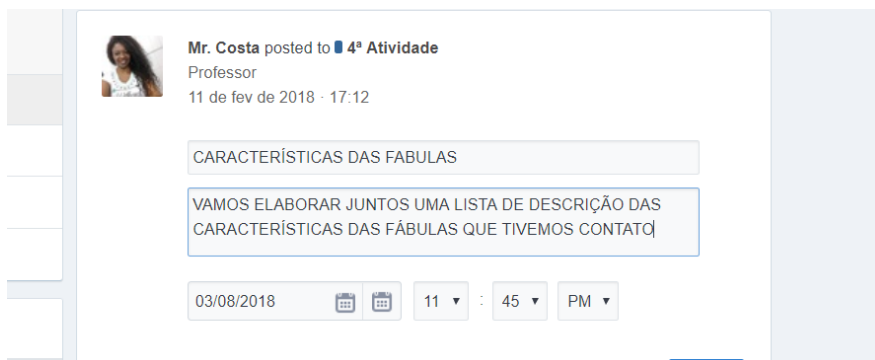 Mr. Costa posted to 4ª Atividade
Professor
11 de fev de 2018 · 17:12
CARACTERÍSTICAS DAS FABULAS
VAMOS ELABORAR JUNTOS UMA LISTA DE DESCRIÇÃO DAS
CARACTERÍSTICAS DAS FÁBULAS QUE TIVEMOS CONTATO
03/08/2018 11 : 45 PM